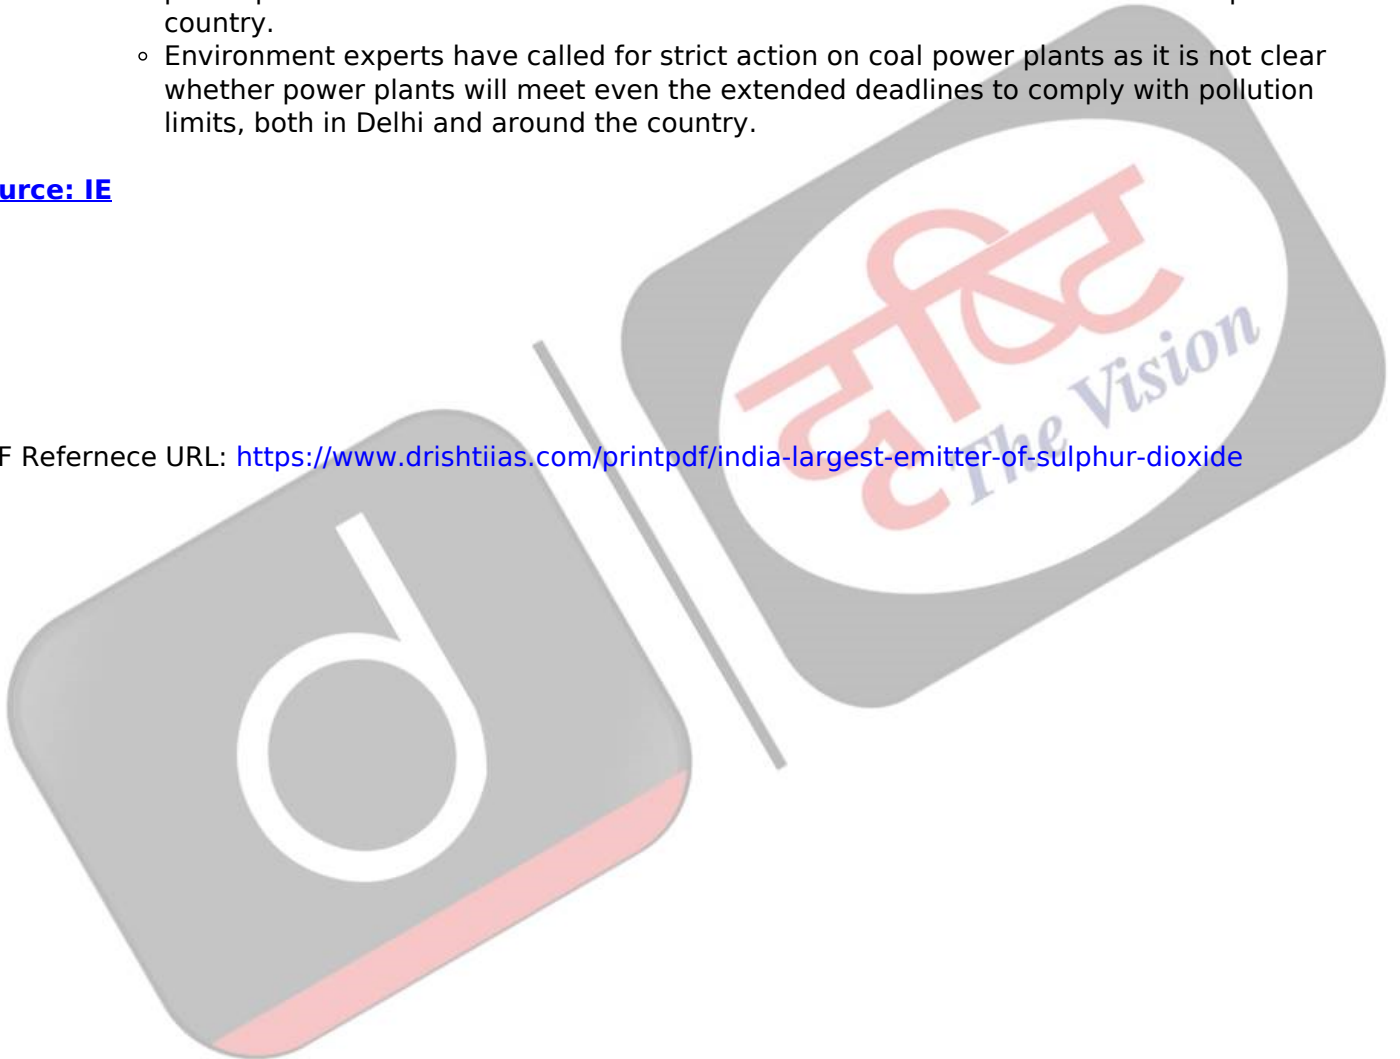 country.
Environment experts have called for strict action on coal power plants as it is not clear
whether power plants will meet even the extended deadlines to comply with pollution
limits, both in Delhi and around the country.
urce: IE
F Refernece URL: https://www.drishtiias.com/printpdf/india-largest-emitter-of-sulphur-dioxide
दृष्टि
The Vision